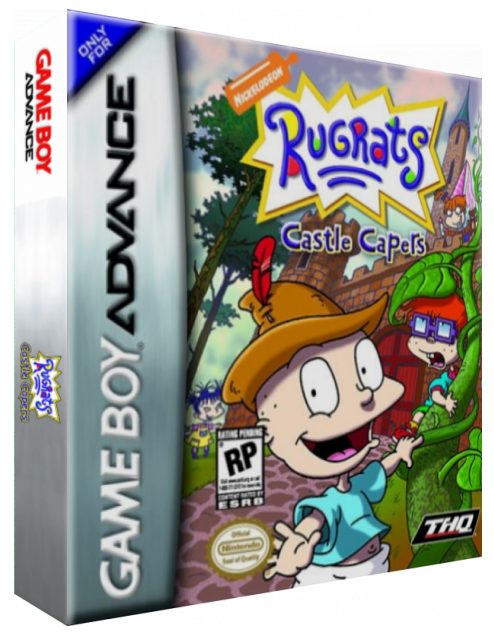 GAME BOY
ADVANCE
Rugrats
Castle Capers
ONLY
FOR
GAME BOY ADVANCE
NICKELODEON
Rugrats
Castle Capers
RATING PENDING
RP
CONTENT RATED BY
ESRB
Official
Nintendo
Seal of Quality
THQ